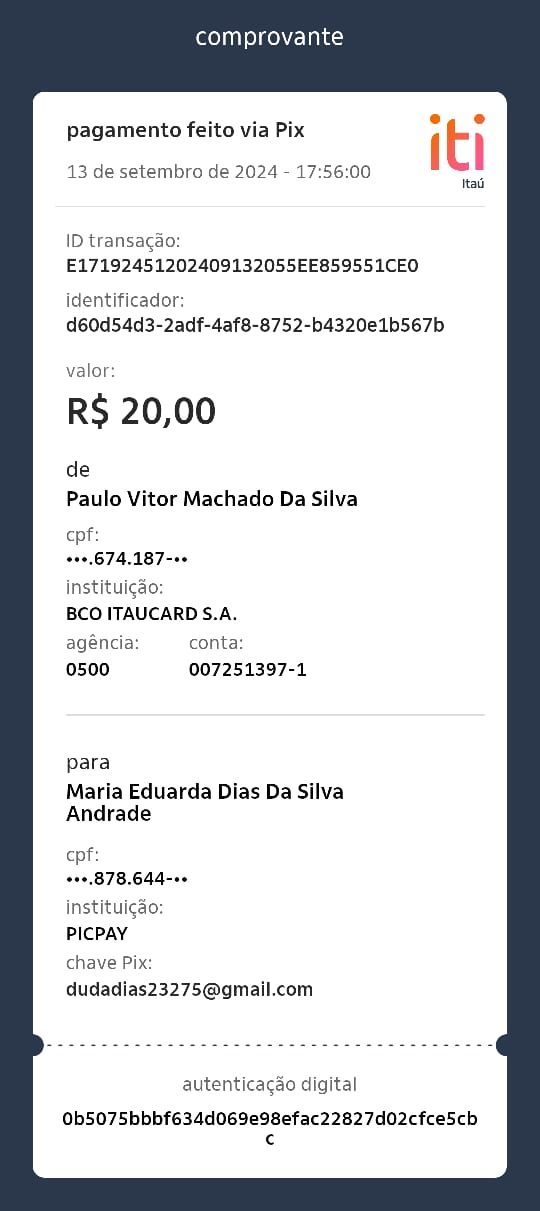 comprovante
pagamento feito via Pix
13 de setembro de 2024 - 17:56:00
iti
Itaú
ID transação:
E17192451202409132055EE859551CE0
identificador:
d60d54d3-2adf-4af8-8752-b4320e1b567b
valor:
R$ 20,00
de
Paulo Vitor Machado Da Silva
cpf:
•••.674.187-••
instituição:
BCO ITAUCARD S.A.
agência: conta:
0500 007251397-1
para
Maria Eduarda Dias Da Silva
Andrade
cpf:
•••.878.644-••
instituição:
PICPAY
chave Pix:
dudadias23275@gmail.com
autenticação digital
0b5075bbbf634d069e98efac22827d02cfce5cb
c